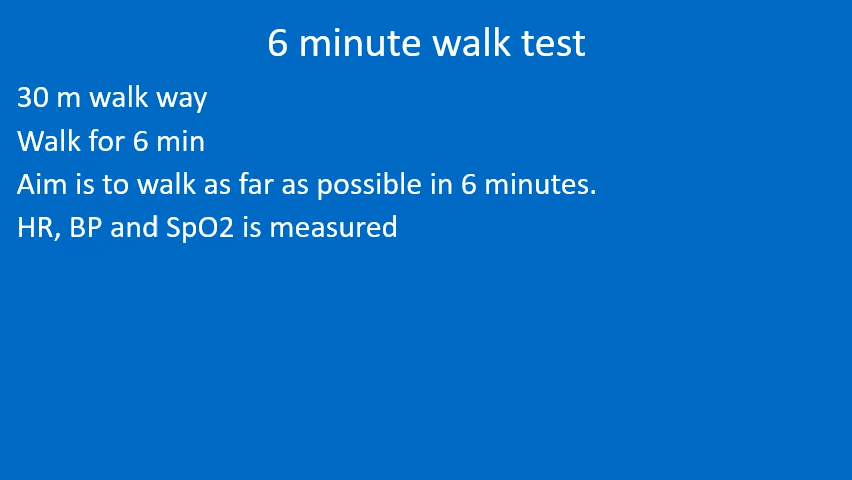 6 minute walk test
30 m walk way
Walk for 6 min
Aim is to walk as far as possible in 6 minutes.
HR, BP and SpO2 is measured